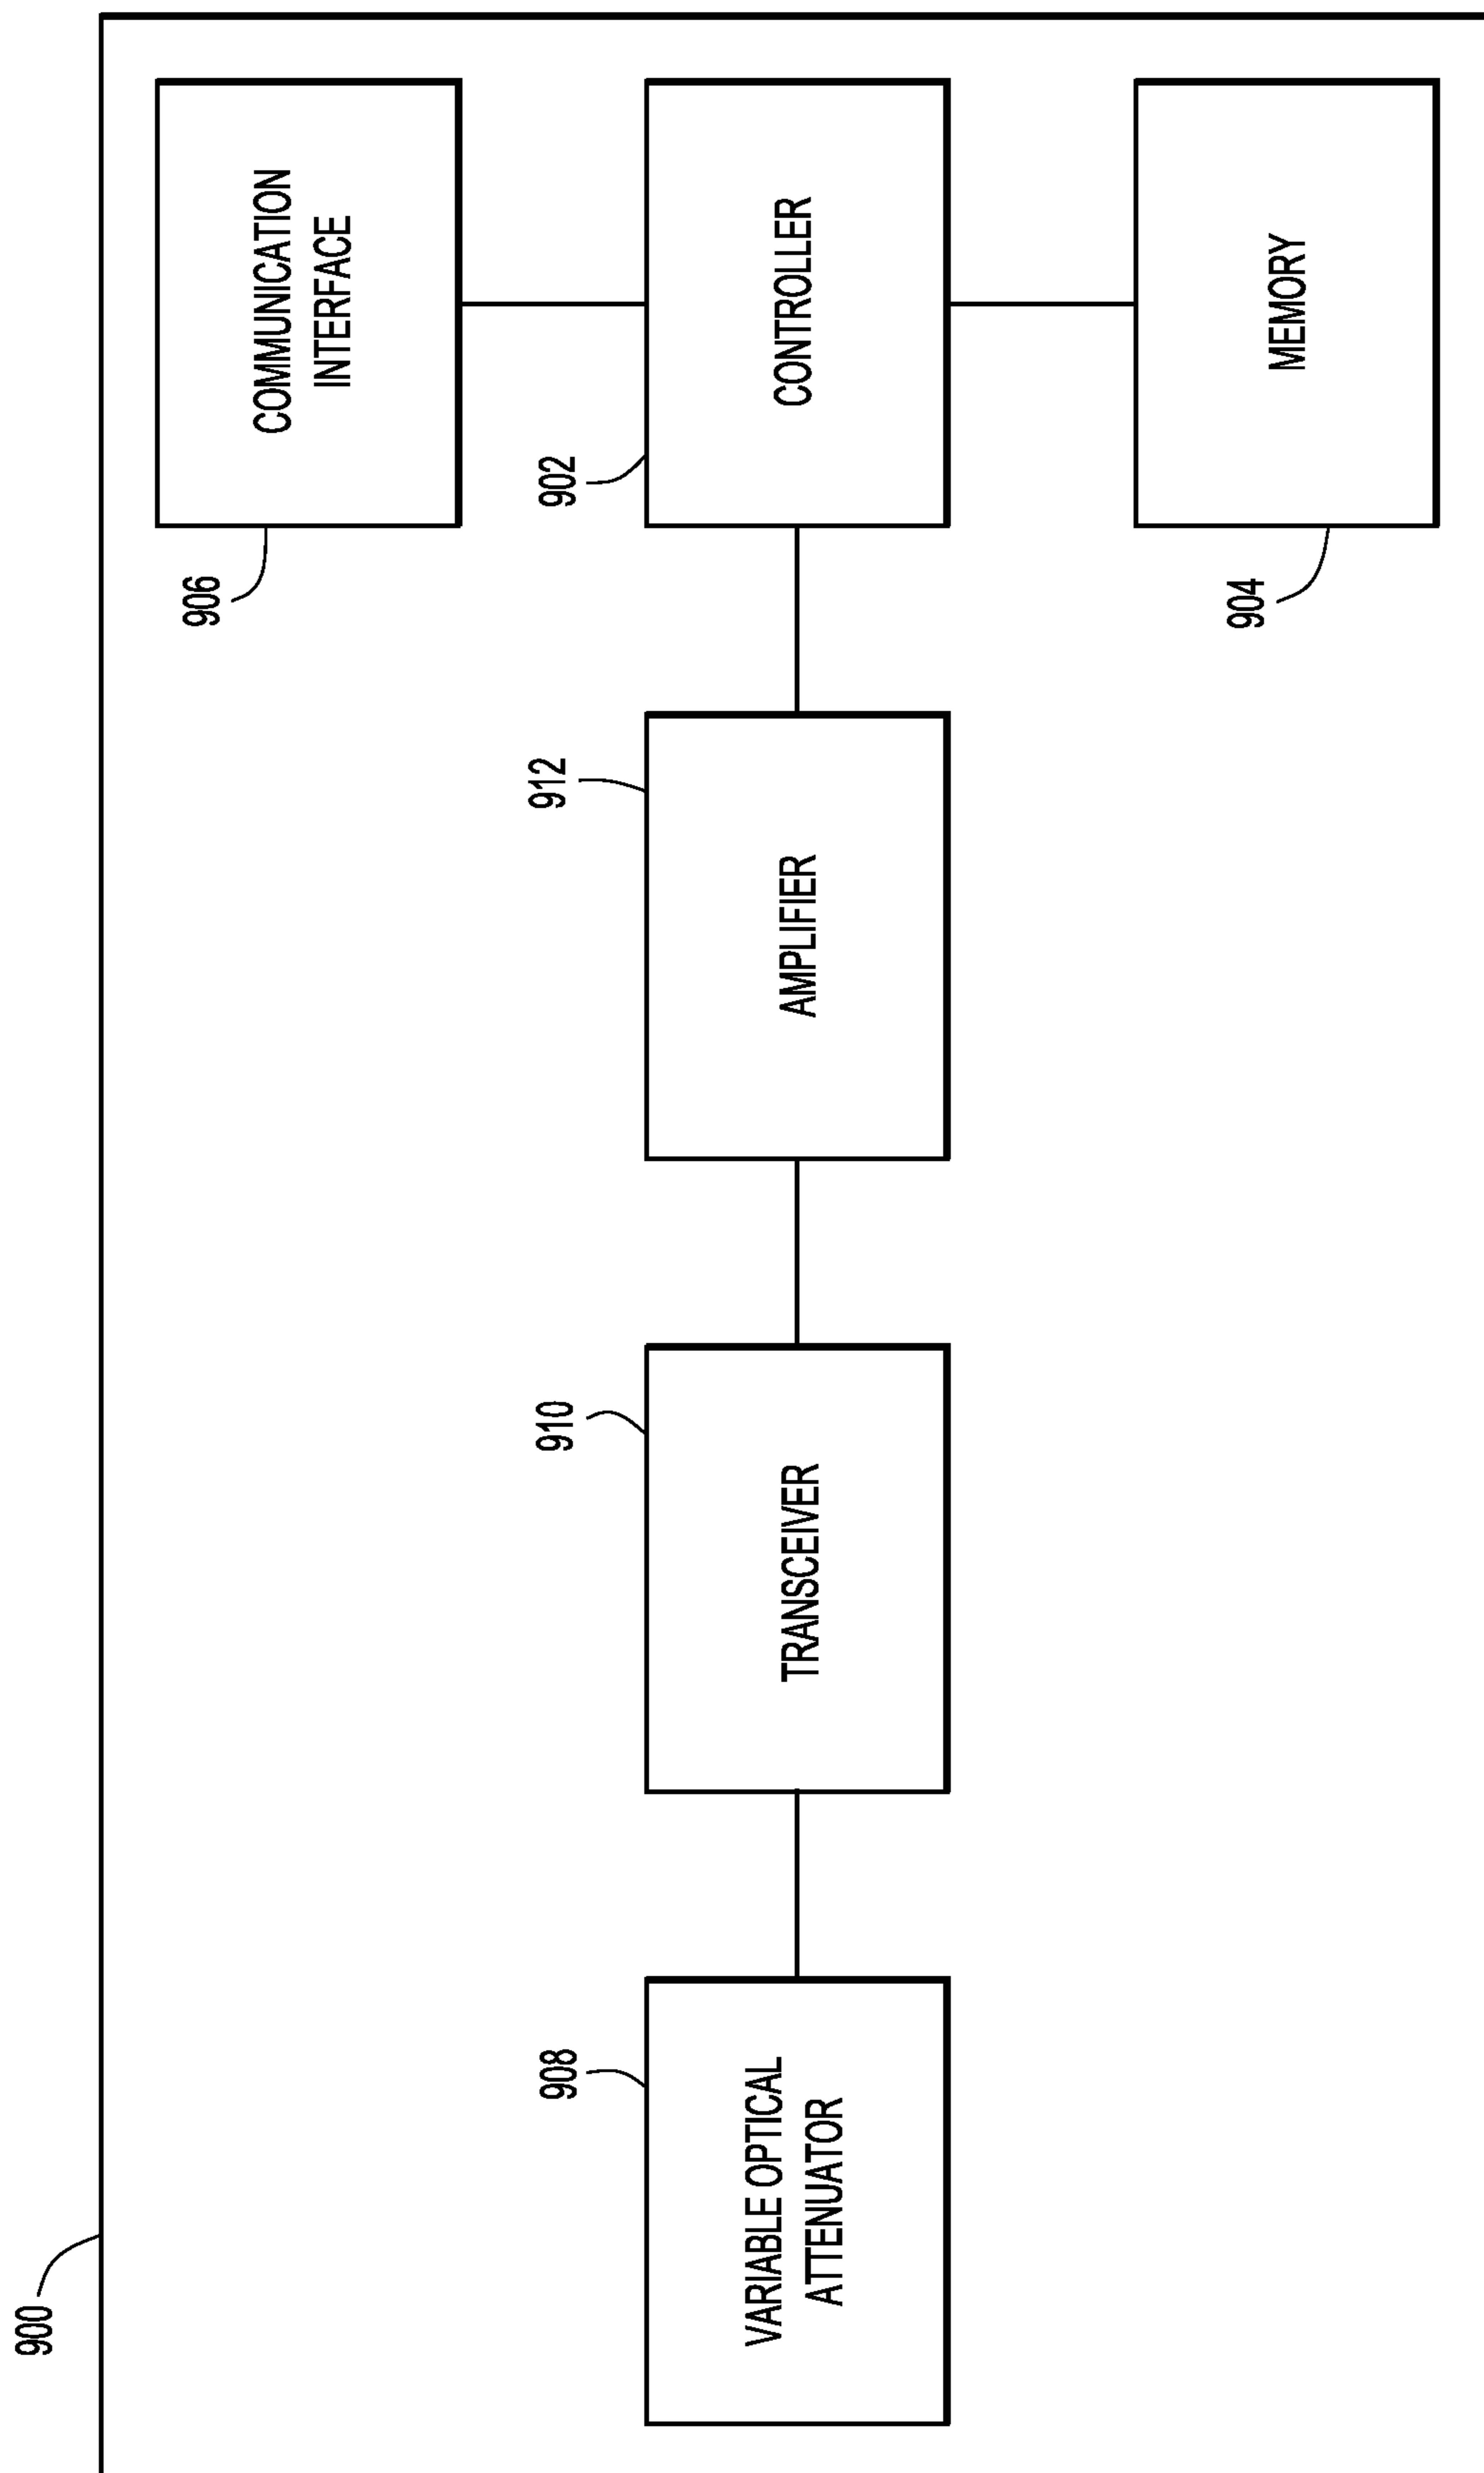 900
906
COMMUNICATION
INTERFACE
908
VARIABLE OPTICAL
ATTENUATOR
910
TRANSCEIVER
912
AMPLIFIER
902
CONTROLLER
904
MEMORY